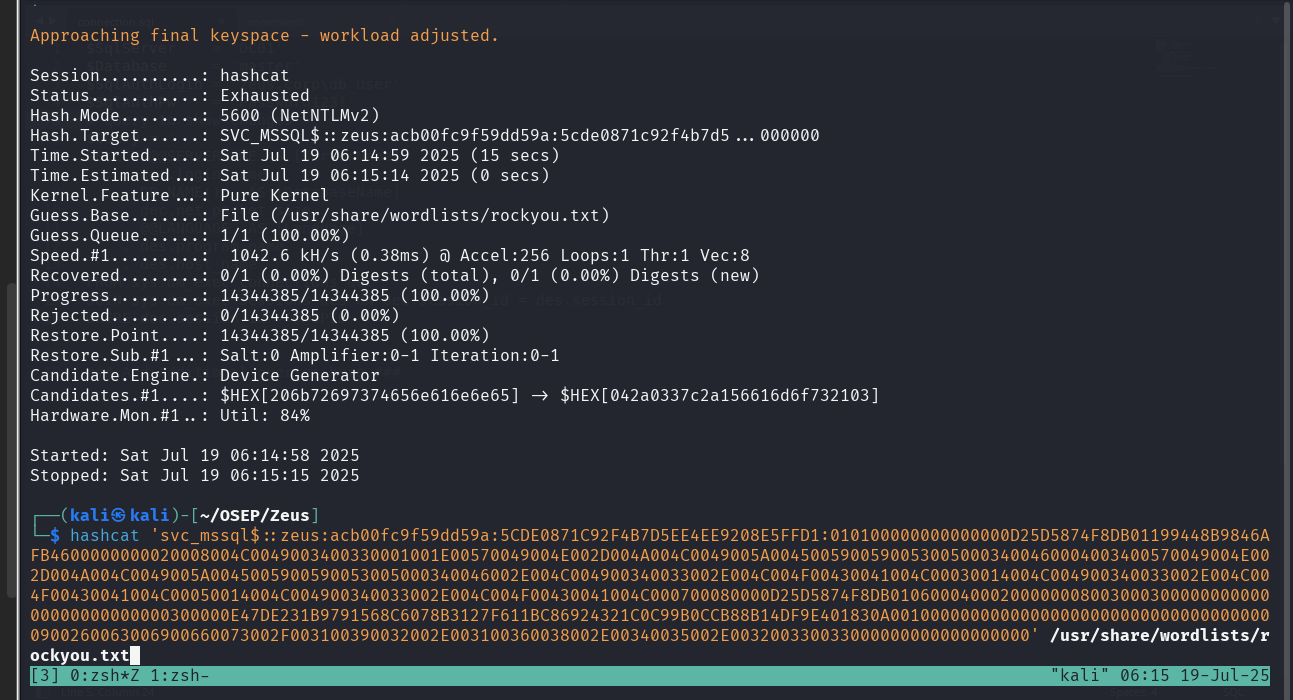 Approaching final keyspace - workload adjusted.
Session..........: hashcat
Status...........: Exhausted
Hash.Mode........: 5600 (NetNTLMv2)
Hash.Target......: SVC_MSSQL$::zeus:acb00fc9f59dd59a:5cde0871c92f4b7d5...000000
Time.Started.....: Sat Jul 19 06:14:59 2025 (15 secs)
Time.Estimated...: Sat Jul 19 06:15:14 2025 (0 secs)
Kernel.Feature...: Pure Kernel
Guess.Base.......: File (/usr/share/wordlists/rockyou.txt)
Guess.Queue......: 1/1 (100.00%)
Speed.#1.........:  1042.6 kH/s (0.38ms) @ Accel:256 Loops:1 Thr:1 Vec:8
Recovered........: 0/1 (0.00%) Digests (total), 0/1 (0.00%) Digests (new)
Progress.........: 14344385/14344385 (100.00%)
Rejected.........: 0/14344385 (0.00%)
Restore.Point....: 14344385/14344385 (100.00%)
Restore.Sub.#1...: Salt:0 Amplifier:0-1 Iteration:0-1
Candidate.Engine.: Device Generator
Candidates.#1....: $HEX[206b72697374656e616e6e65] -> $HEX[042a0337c2a156616d6f732103]
Hardware.Mon.#1..: Util: 84%
Started: Sat Jul 19 06:14:58 2025
Stopped: Sat Jul 19 06:15:15 2025
┌──(kali㉿kali)-[~/OSEP/Zeus]
└─$ hashcat 'svc_mssql$::zeus:acb00fc9f59dd59a:5CDE0871C92F4B7D5EE4EE9208E5FFD1:010100000000000000D25D5874F8DB01199448B9846A
FB4600000000020008004C0049003400330001001E00570049004E002D004A004C0049005A00450059005900530050003400460004003400570049004E00
2D004A004C0049005A00450059005900530050003400460​02E004C004900340033002E004C004F00430041004C00030014004C004900340033002E004C00
4F00430041004C00050014004C004900340033002E004C004F00430041004C000700080000D25D5874F8DB01060004000200000008003000300000000000
00000000000000300000E47DE231B9791568C6078B3127F611BC86924321C0C99B0CCB88B14DF9E401830A00100000000000000000000000000000000000
0900260063006900660073002F003100390032002E003100360038002E00340035002E003200330033000000000000000000' /usr/share/wordlists/r
ockyou.txt
[3] 0:zsh*Z 1:zsh- "kali" 06:15 19-Jul-25